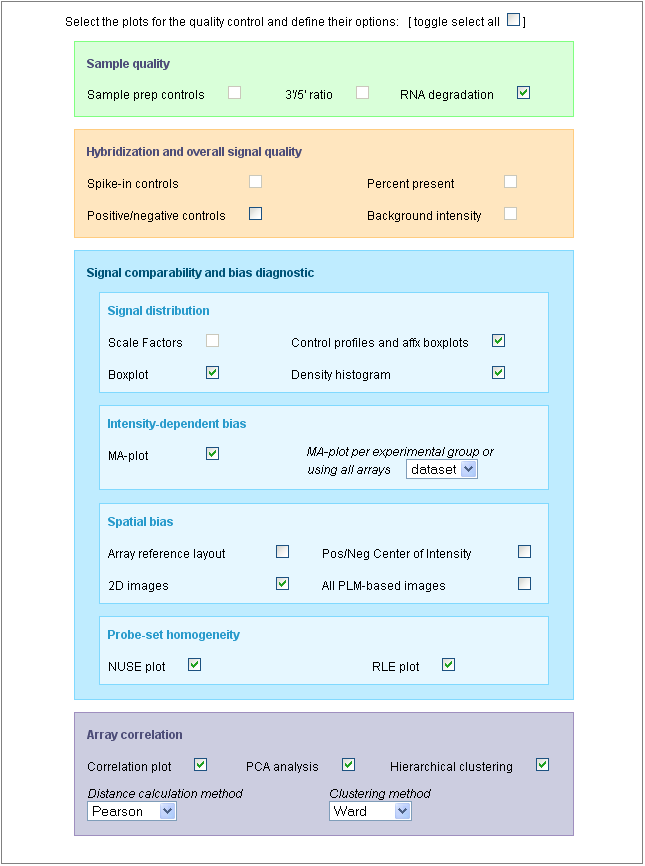 Select the plots for the quality control and define their options: [ toggle select all ]
Sample quality
Sample prep controls 3'/5' ratio RNA degradation
Hybridization and overall signal quality
Spike-in controls Percent present
Positive/negative controls Background intensity
Signal comparability and bias diagnostic
Signal distribution
Scale Factors Control profiles and affx boxplots
Boxplot Density histogram
Intensity-dependent bias
MA-plot MA-plot per experimental group or
using all arrays dataset
Spatial bias
Array reference layout Pos/Neg Center of Intensity
2D images All PLM-based images
Probe-set homogeneity
NUSE plot RLE plot
Array correlation
Correlation plot PCA analysis Hierarchical clustering
Distance calculation method Clustering method
Pearson Ward